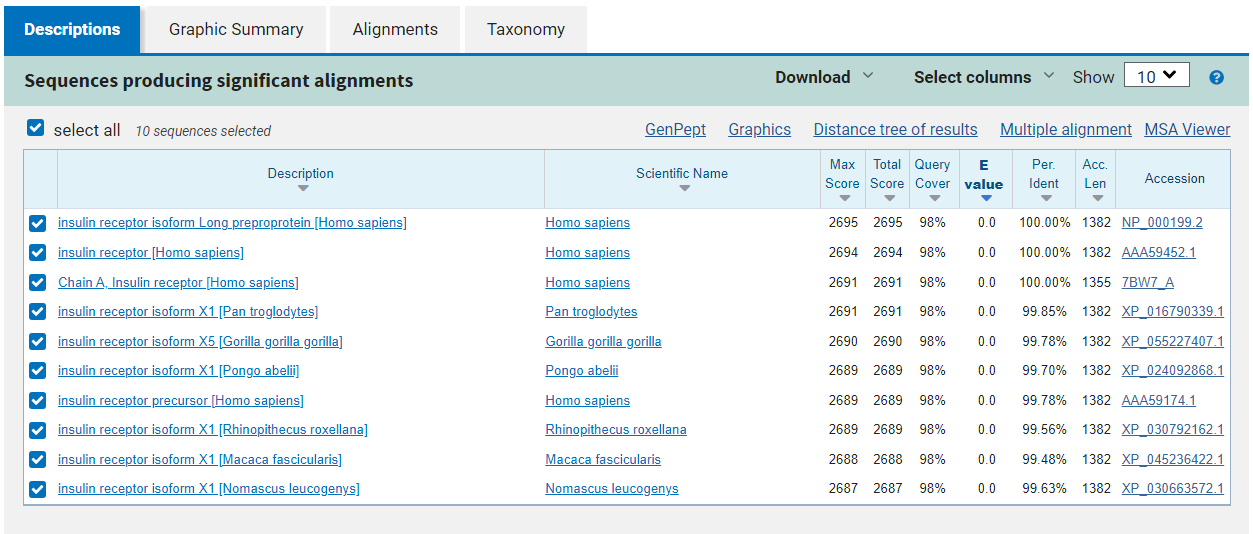 Descriptions Graphic Summary Alignments Taxonomy
Sequences producing significant alignments Download Select columns Show 10 ?
select all 10 sequences selected GenPept Graphics Distance tree of results Multiple alignment MSA Viewer
Description Scientific Name Max Score Total Score Query Cover E value Per. Ident Acc. Len Accession
insulin receptor isoform Long preproprotein [Homo sapiens] Homo sapiens 2695 2695 98% 0.0 100.00% 1382 NP_000199.2
insulin receptor [Homo sapiens] Homo sapiens 2694 2694 98% 0.0 100.00% 1382 AAA59452.1
Chain A, Insulin receptor [Homo sapiens] Homo sapiens 2691 2691 98% 0.0 100.00% 1355 7BW7_A
insulin receptor isoform X1 [Pan troglodytes] Pan troglodytes 2691 2691 98% 0.0 99.85% 1382 XP_016790339.1
insulin receptor isoform X5 [Gorilla gorilla gorilla] Gorilla gorilla gorilla 2690 2690 98% 0.0 99.78% 1382 XP_055227407.1
insulin receptor isoform X1 [Pongo abelii] Pongo abelii 2689 2689 98% 0.0 99.70% 1382 XP_024092868.1
insulin receptor precursor [Homo sapiens] Homo sapiens 2689 2689 98% 0.0 99.78% 1382 AAA59174.1
insulin receptor isoform X1 [Rhinopithecus roxellana] Rhinopithecus roxellana 2689 2689 98% 0.0 99.56% 1382 XP_030792162.1
insulin receptor isoform X1 [Macaca fascicularis] Macaca fascicularis 2688 2688 98% 0.0 99.48% 1382 XP_045236422.1
insulin receptor isoform X1 [Nomascus leucogenys] Nomascus leucogenys 2687 2687 98% 0.0 99.63% 1382 XP_030663572.1